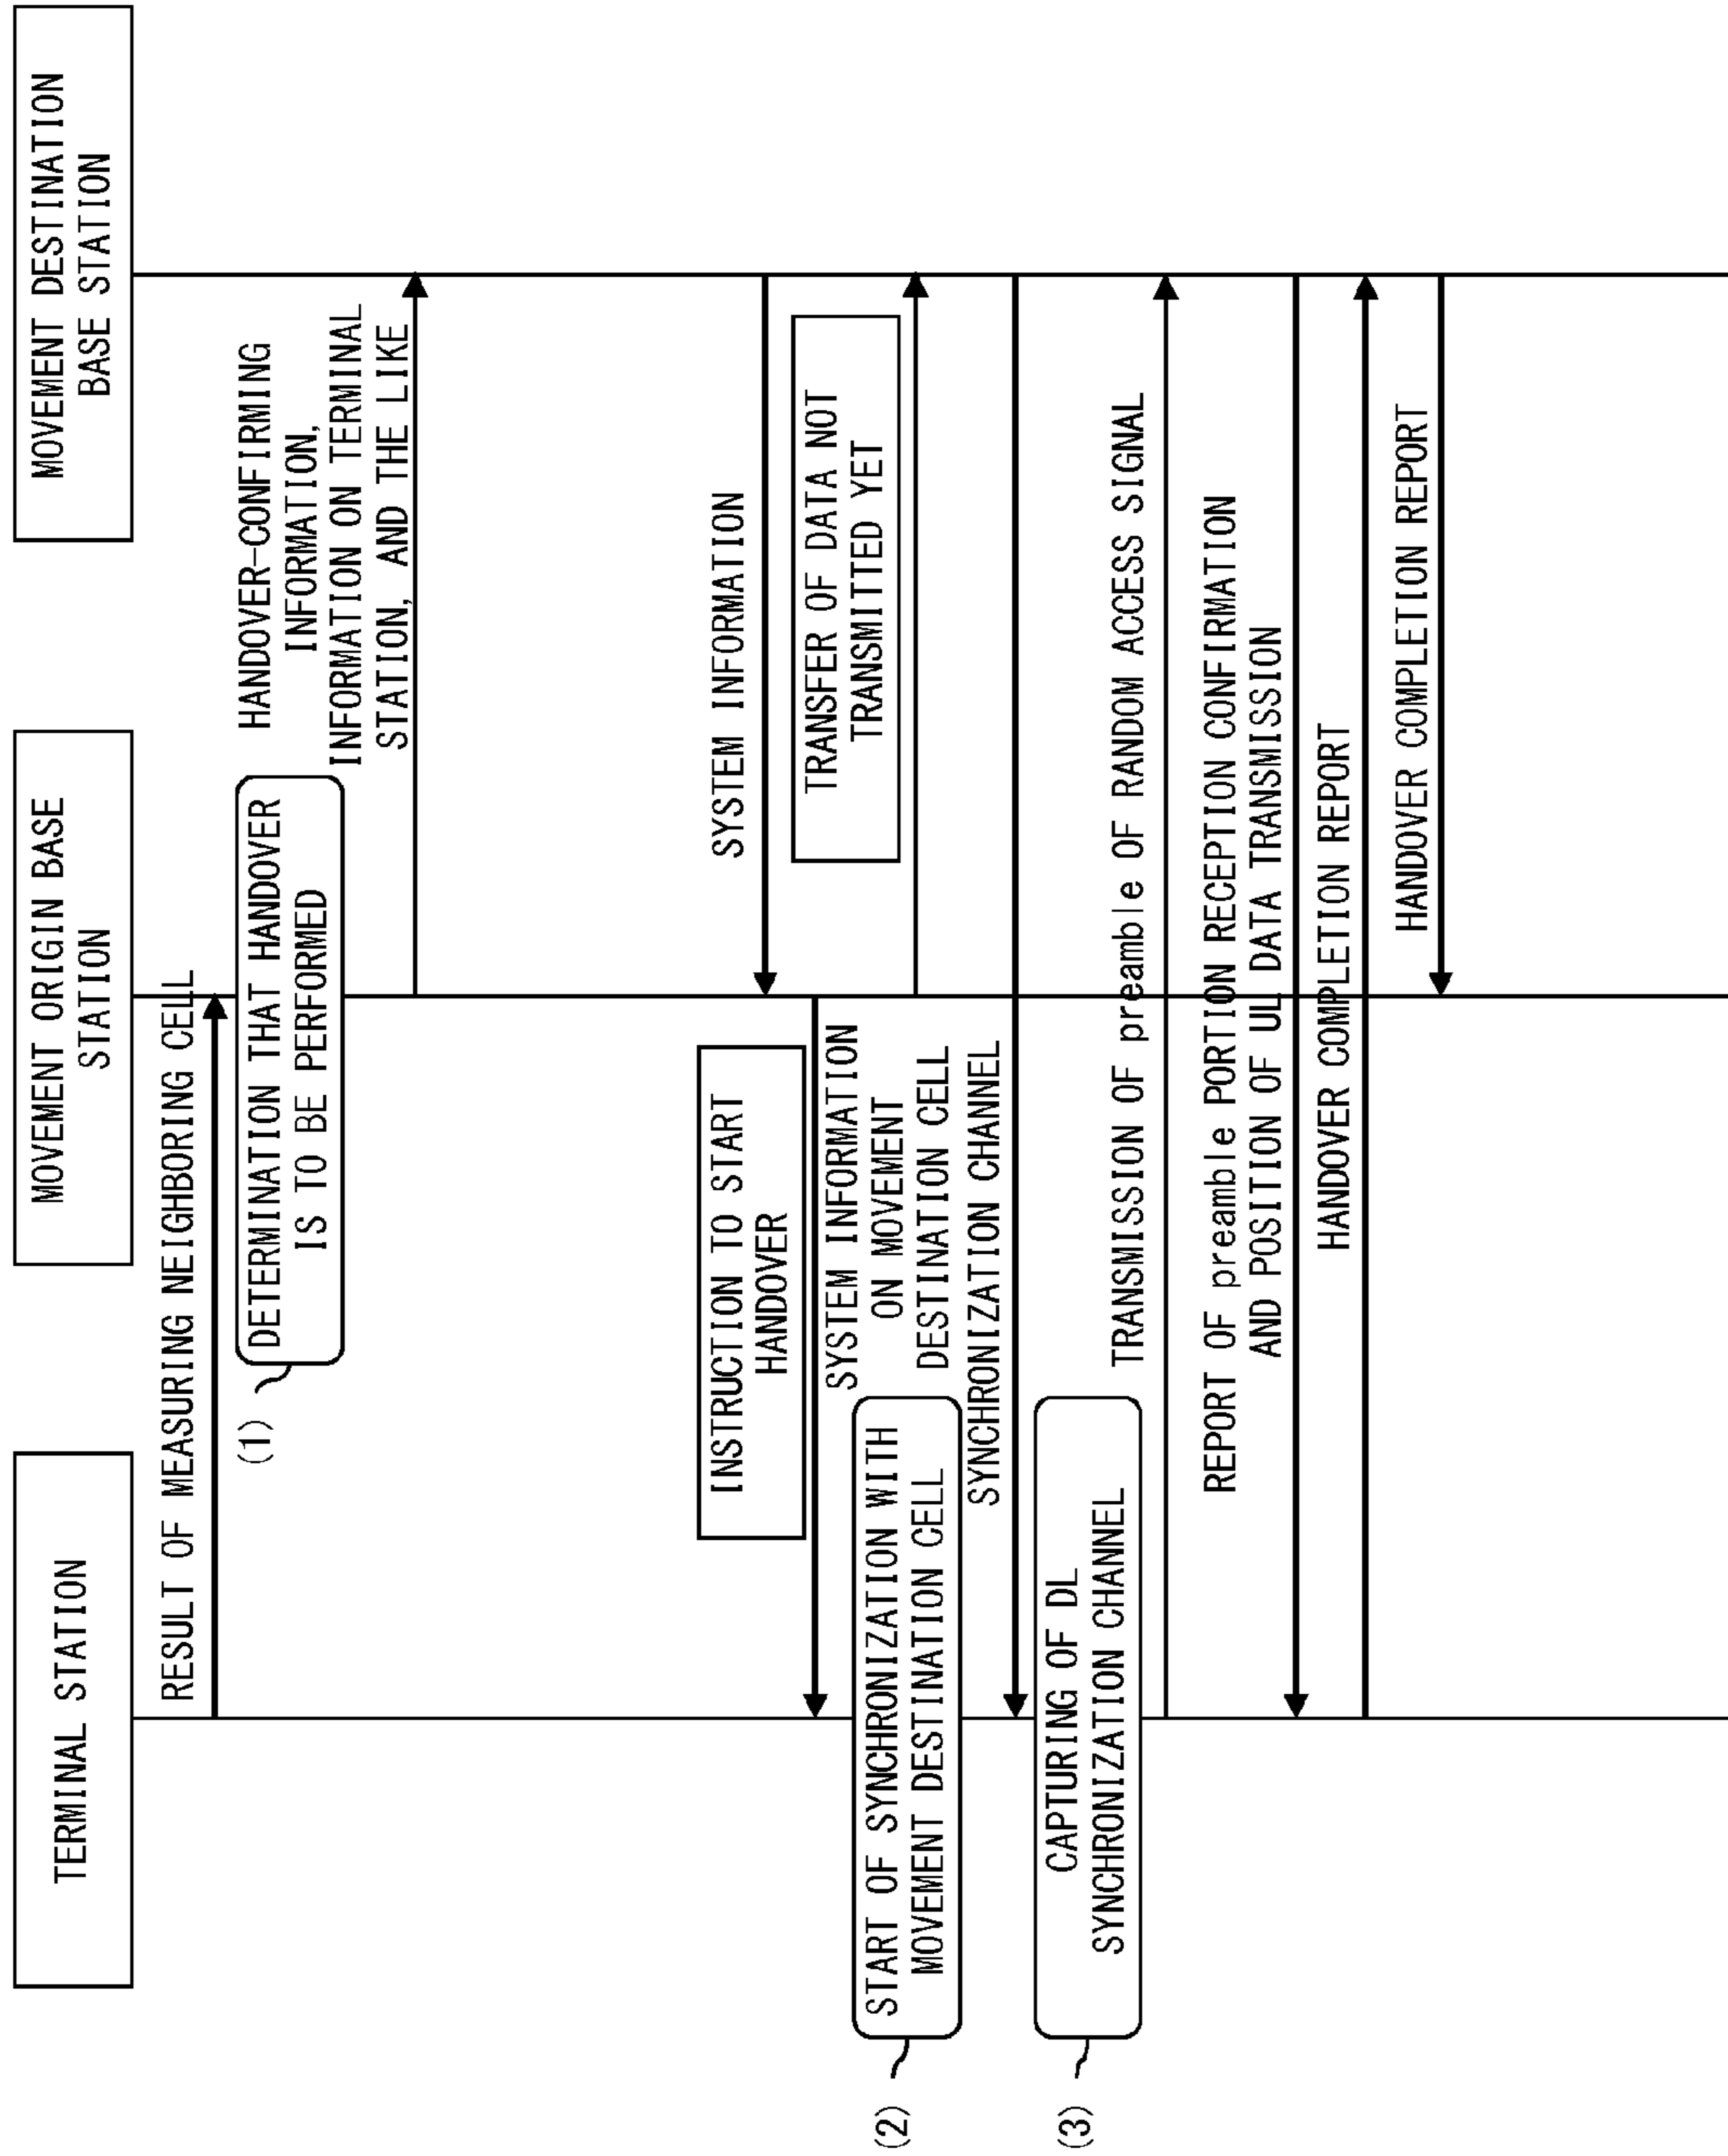 TERMINAL STATION
MOVEMENT ORIGIN BASE
STATION
MOVEMENT DESTINATION
BASE STATION
RESULT OF MEASURING NEIGHBORING CELL
(1)
DETERMINATION THAT HANDOVER
IS TO BE PERFORMED
HANDOVER-CONFIRMING
INFORMATION,
INFORMATION ON TERMINAL
STATION, AND THE LIKE
SYSTEM INFORMATION
INSTRUCTION TO START
HANDOVER
TRANSFER OF DATA NOT
TRANSMITTED YET
SYSTEM INFORMATION
ON MOVEMENT
DESTINATION CELL
(2)
START OF SYNCHRONIZATION WITH
MOVEMENT DESTINATION CELL
SYNCHRONIZATION CHANNEL
(3)
CAPTURING OF DL
SYNCHRONIZATION CHANNEL
TRANSMISSION OF preamble OF RANDOM ACCESS SIGNAL
REPORT OF preamble PORTION RECEPTION CONFIRMATION
AND POSITION OF UL DATA TRANSMISSION
HANDOVER COMPLETION REPORT
HANDOVER COMPLETION REPORT